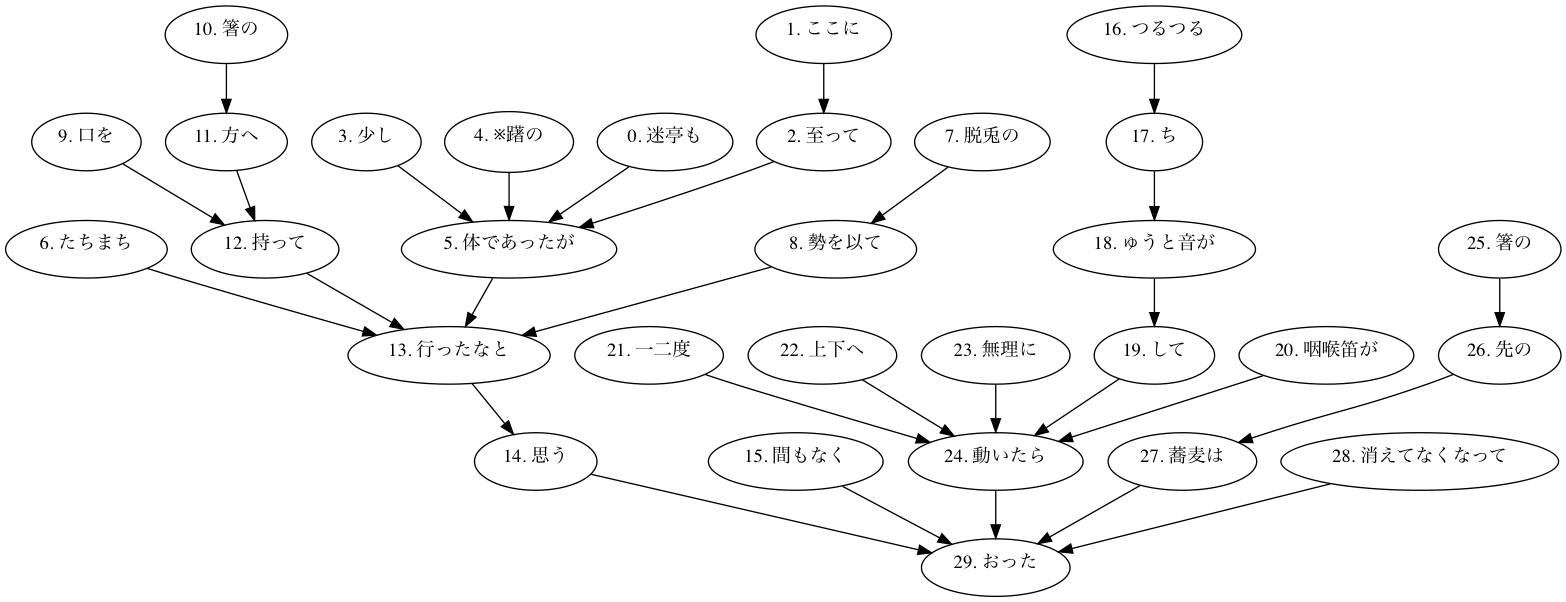 10. 箸の
1. ここに
16. つるつる
9. 口を
11. 方へ
3. 少し
4. ※躇の
0. 迷亭も
2. 至って
7. 脱兎の
17. ち
6. たちまち
12. 持って
5. 体であったが
8. 勢を以て
18. ゅうと音が
25. 箸の
13. 行ったなと
21. 一二度
22. 上下へ
23. 無理に
19. して
20. 咽喉笛が
26. 先の
14. 思う
15. 間もなく
24. 動いたら
27. 蕎麦は
28. 消えてなくなって
29. おった